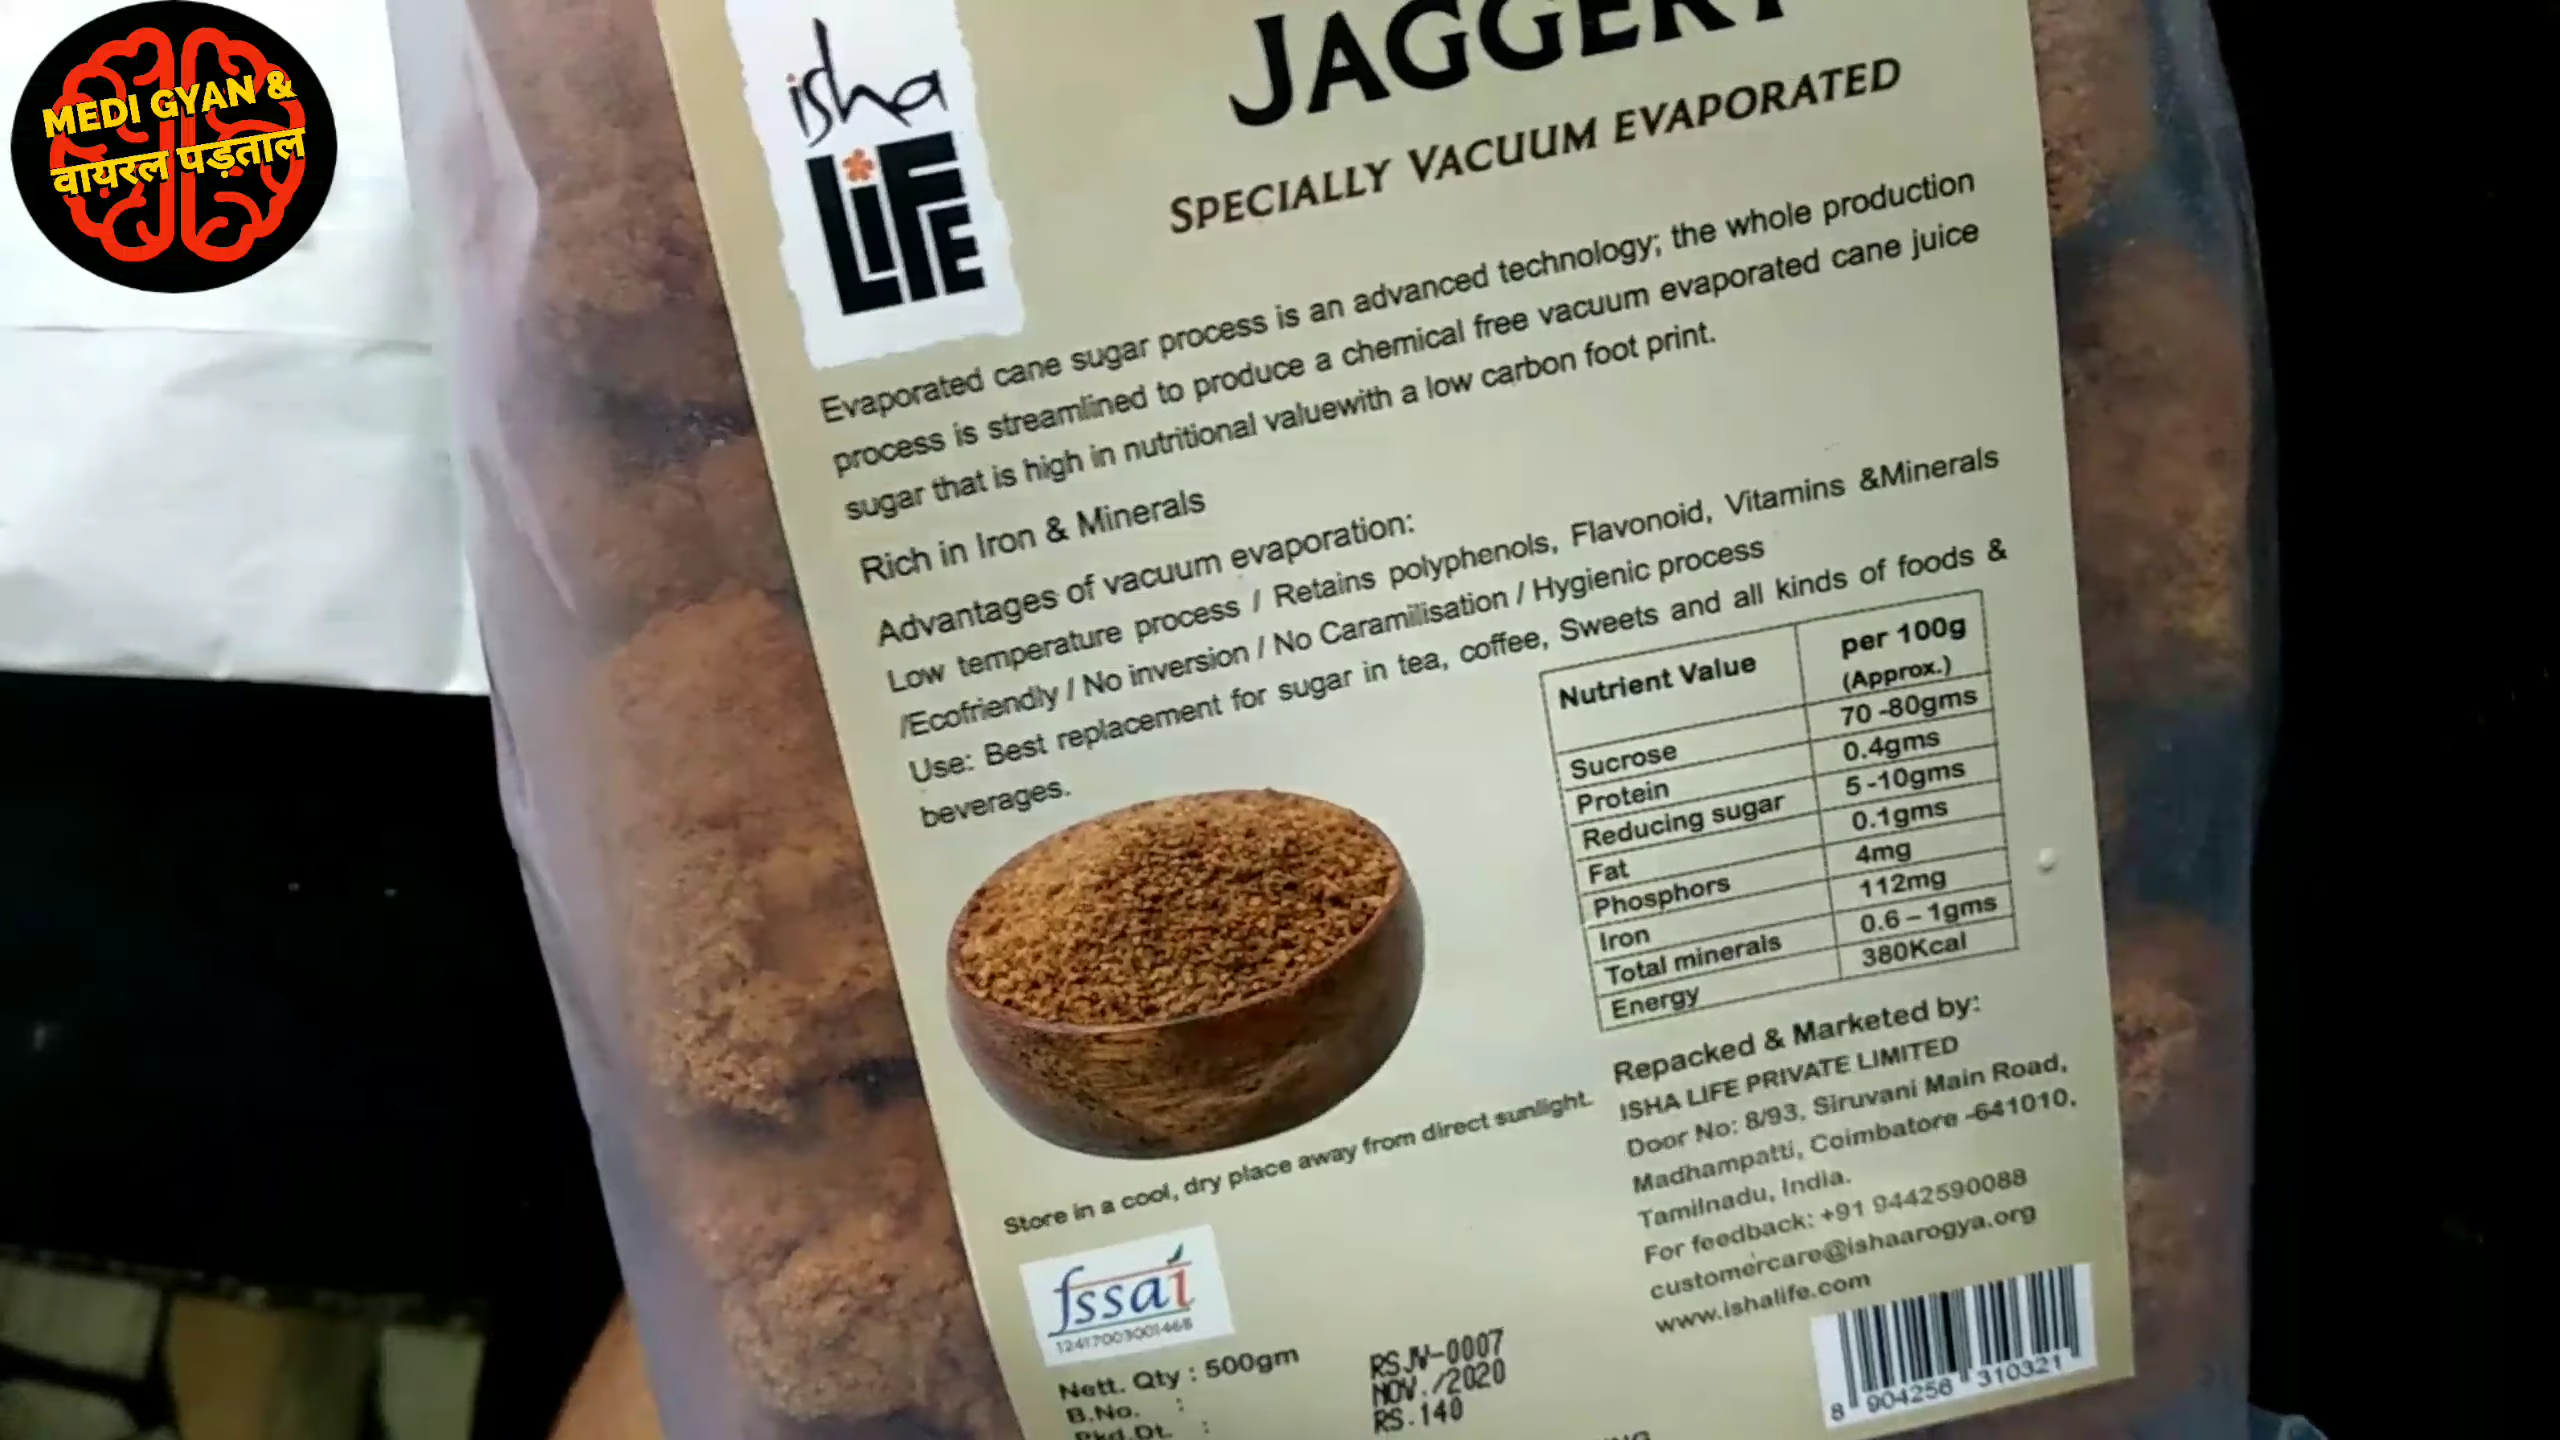 MEDI GYAN &
वायरल पड़ताल
isha
LIFE
JAGGERY
SPECIALLY VACUUM EVAPORATED
Evaporated cane sugar process is an advanced technology; the whole production
process is streamlined to produce a chemical free vacuum evaporated cane juice
sugar that is high in nutritional valuewith a low carbon foot print.
Rich in Iron & Minerals
Advantages of vacuum evaporation:
Low temperature process / Retains polyphenols, Flavonoid, Vitamins &Minerals
/Ecofriendly / No inversion / No Caramilisation / Hygienic process
Use: Best replacement for sugar in tea, coffee, Sweets and all kinds of foods &
beverages.
Nutrient Value per 100g
(Approx.)
Sucrose 70 -80gms
Protein 0.4gms
Reducing sugar 5 -10gms
Fat 0.1gms
Phosphors 4mg
Iron 112mg
Total minerals 0.6 – 1gms
Energy 380Kcal
Repacked & Marketed by:
ISHA LIFE PRIVATE LIMITED
Door No: 8/93, Siruvani Main Road,
Madhampatti, Coimbatore -641010,
Tamilnadu, India.
For feedback: +91 9442590088
customercare@ishaarogya.org
www.ishalife.com
Store in a cool, dry place away from direct sunlight.
fssai
12417003001468
Nett. Qty : 500gm
B.No. : RSJV-0007
Pkd.Dt. : NOV./2020
RS.140
8 904256 310321